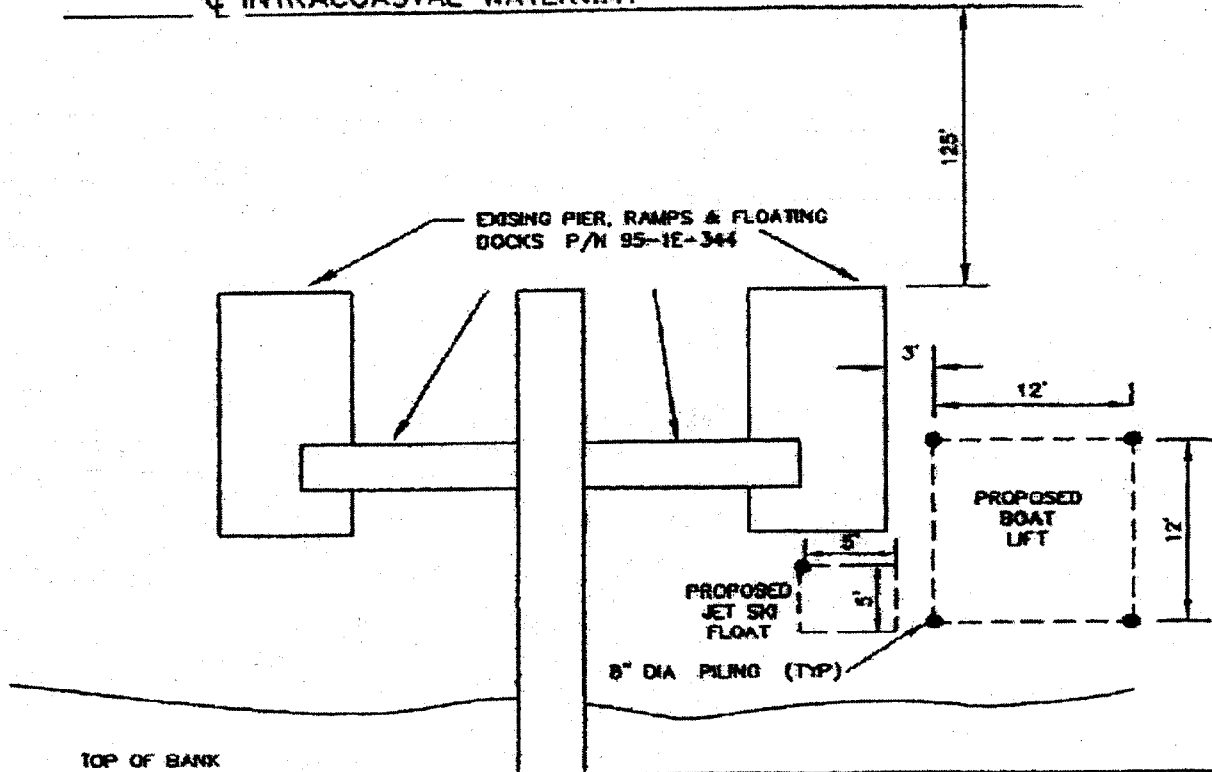 ℄ INTRACOASTAL WATERWAY
125'
EXISING PIER, RAMPS & FLOATING
DOCKS P/N 95-1E-344
3'
12'
PROPOSED
BOAT
LIFT
12'
5'
PROPOSED
JET SKI
FLOAT
5'
8" DIA PILING (TYP)
TOP OF BANK